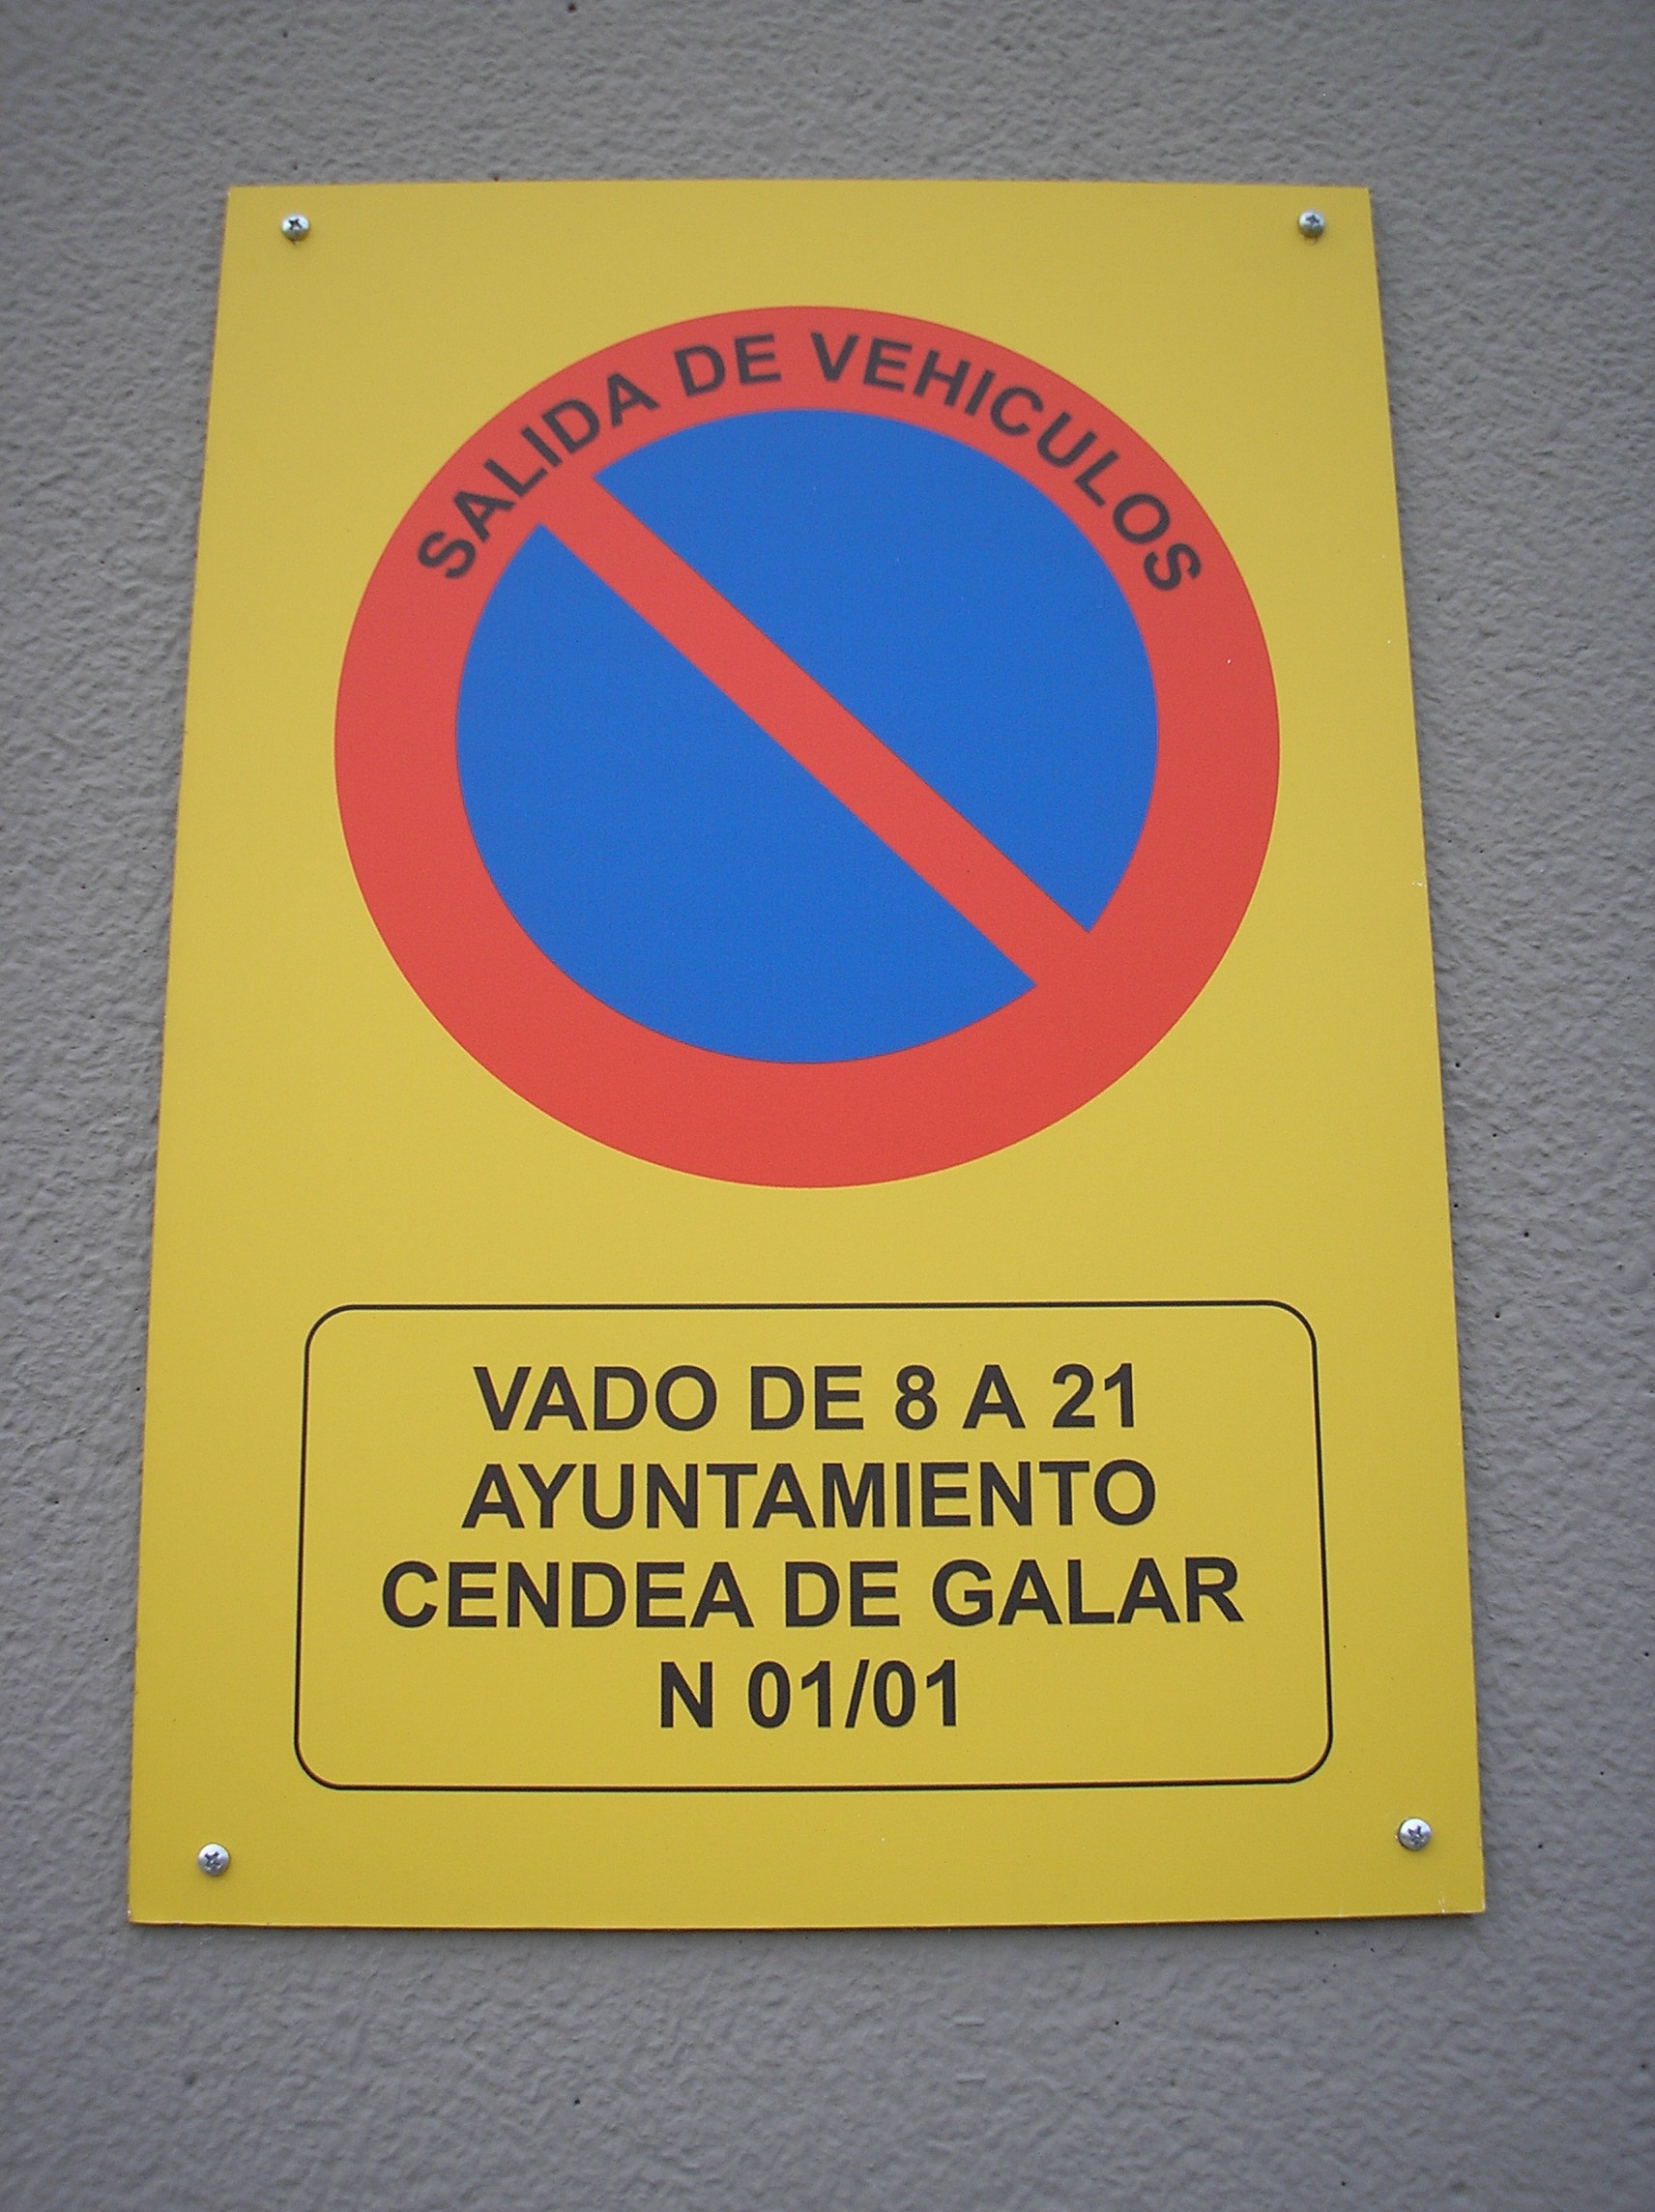 SALIDA DE VEHICULOS
VADO DE 8 A 21
AYUNTAMIENTO
CENDEA DE GALAR
N 01/01